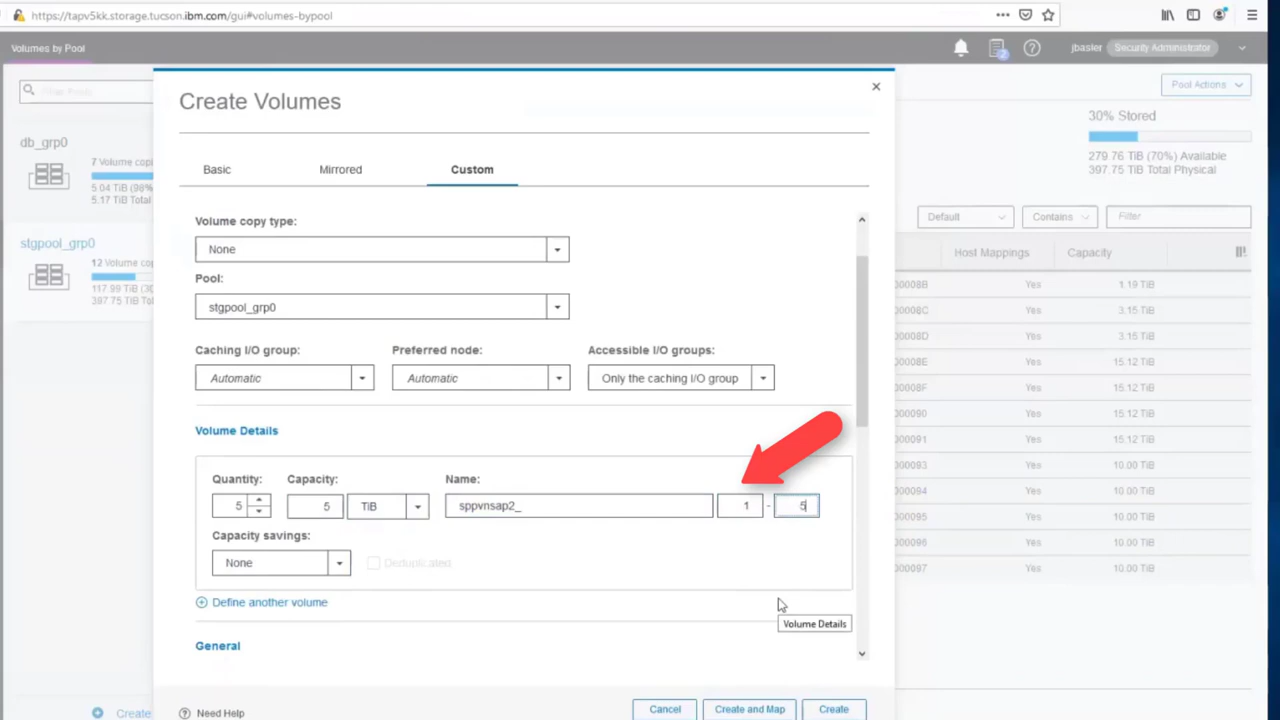 https://tapv5kk.storage.tucson.ibm.com/gui#volumes-bypool
Volumes by Pool
jbasler Security Administrator
Filter Pools
Pool Actions
Create Volumes
30% Stored
279.76 TiB (70%) Available
397.75 TiB Total Physical
db_grp0
7 Volume copi
5.04 TiB (98%
5.17 TiB Total
Basic Mirrored Custom
stgpool_grp0
12 Volume cop
117.99 TiB (30
397.75 TiB Tot
Volume copy type:
None
Pool:
stgpool_grp0
Default Contains Filter
Host Mappings Capacity
00008B Yes 1.19 TiB
00008C Yes 3.15 TiB
00008D Yes 3.15 TiB
00008E Yes 15.12 TiB
00008F Yes 15.12 TiB
000090 Yes 15.12 TiB
000091 Yes 15.12 TiB
000093 Yes 10.00 TiB
000094 Yes 10.00 TiB
000095 Yes 10.00 TiB
000096 Yes 10.00 TiB
000097 Yes 10.00 TiB
Caching I/O group: Preferred node: Accessible I/O groups:
Automatic Automatic Only the caching I/O group
Volume Details
Quantity: Capacity: Name:
5 5 TiB sppvnsap2_ 1 - 5
Capacity savings:
None Deduplicated
Define another volume
Volume Details
General
Need Help Cancel Create and Map Create
Create